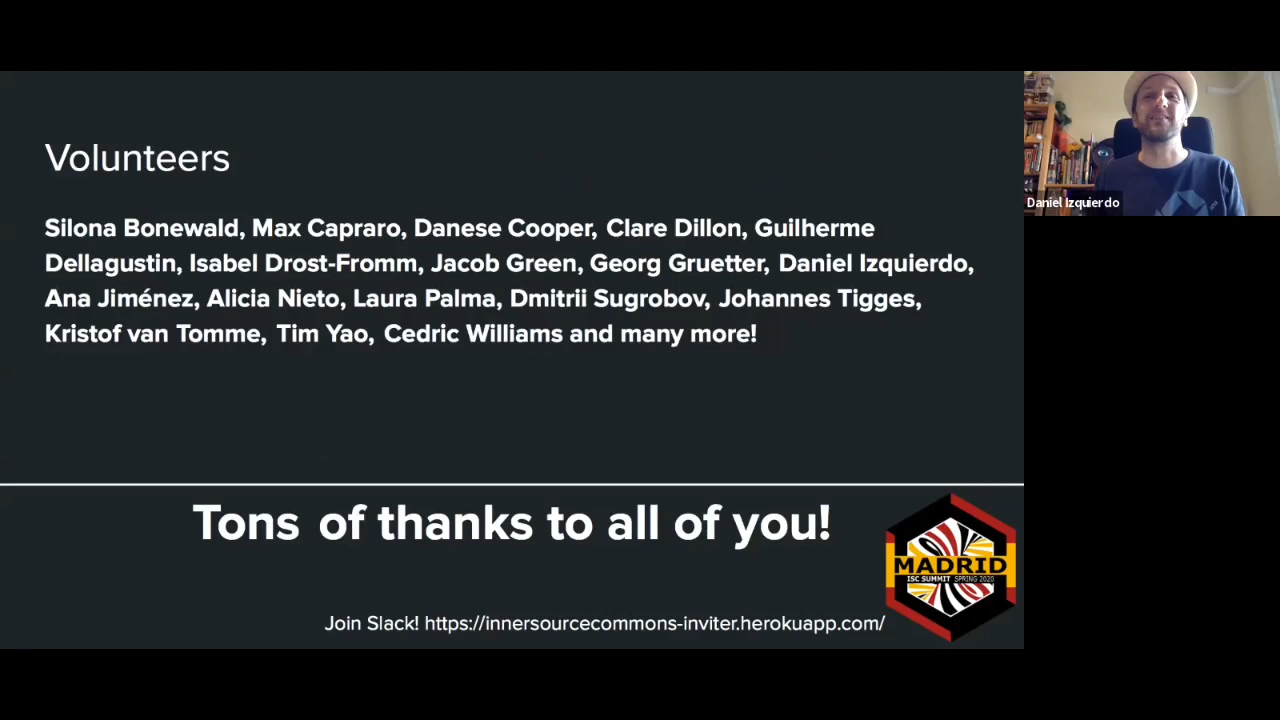 Volunteers
Silona Bonewald, Max Capraro, Danese Cooper, Clare Dillon, Guilherme
Dellagustin, Isabel Drost-Fromm, Jacob Green, Georg Gruetter, Daniel Izquierdo,
Ana Jiménez, Alicia Nieto, Laura Palma, Dmitrii Sugrobov, Johannes Tigges,
Kristof van Tomme, Tim Yao, Cedric Williams and many more!
Tons of thanks to all of you!
Join Slack! https://innersourcecommons-inviter.herokuapp.com/
MADRID
ISC SUMMIT SPRING 2020
Daniel Izquierdo